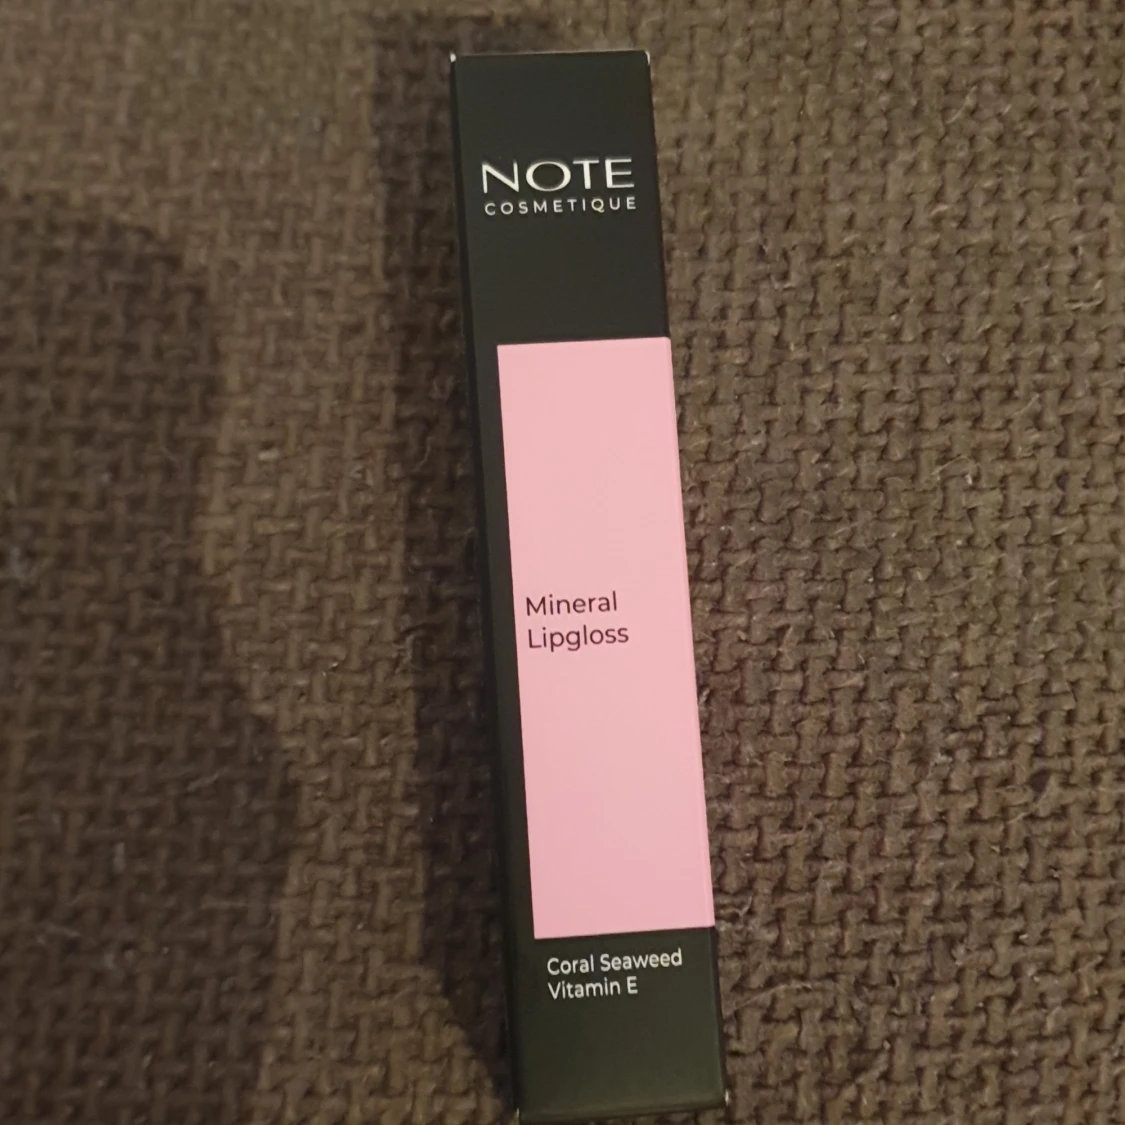 NOTE
COSMETIQUE
Mineral
Lipgloss
Coral Seaweed
Vitamin E